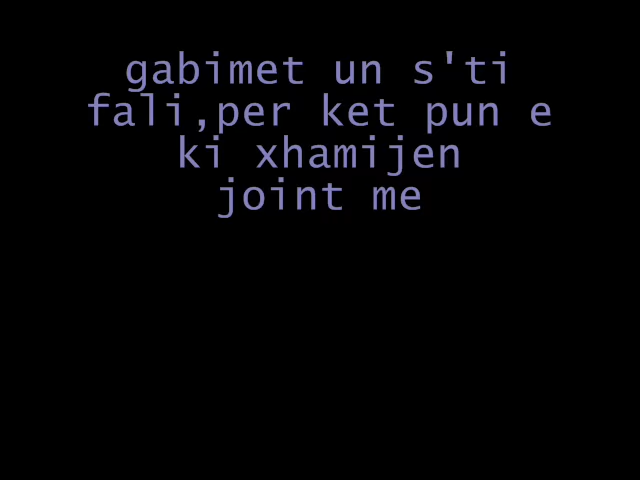 gabimet un s'ti
fali,per ket pun e
ki xhamijen
joint me